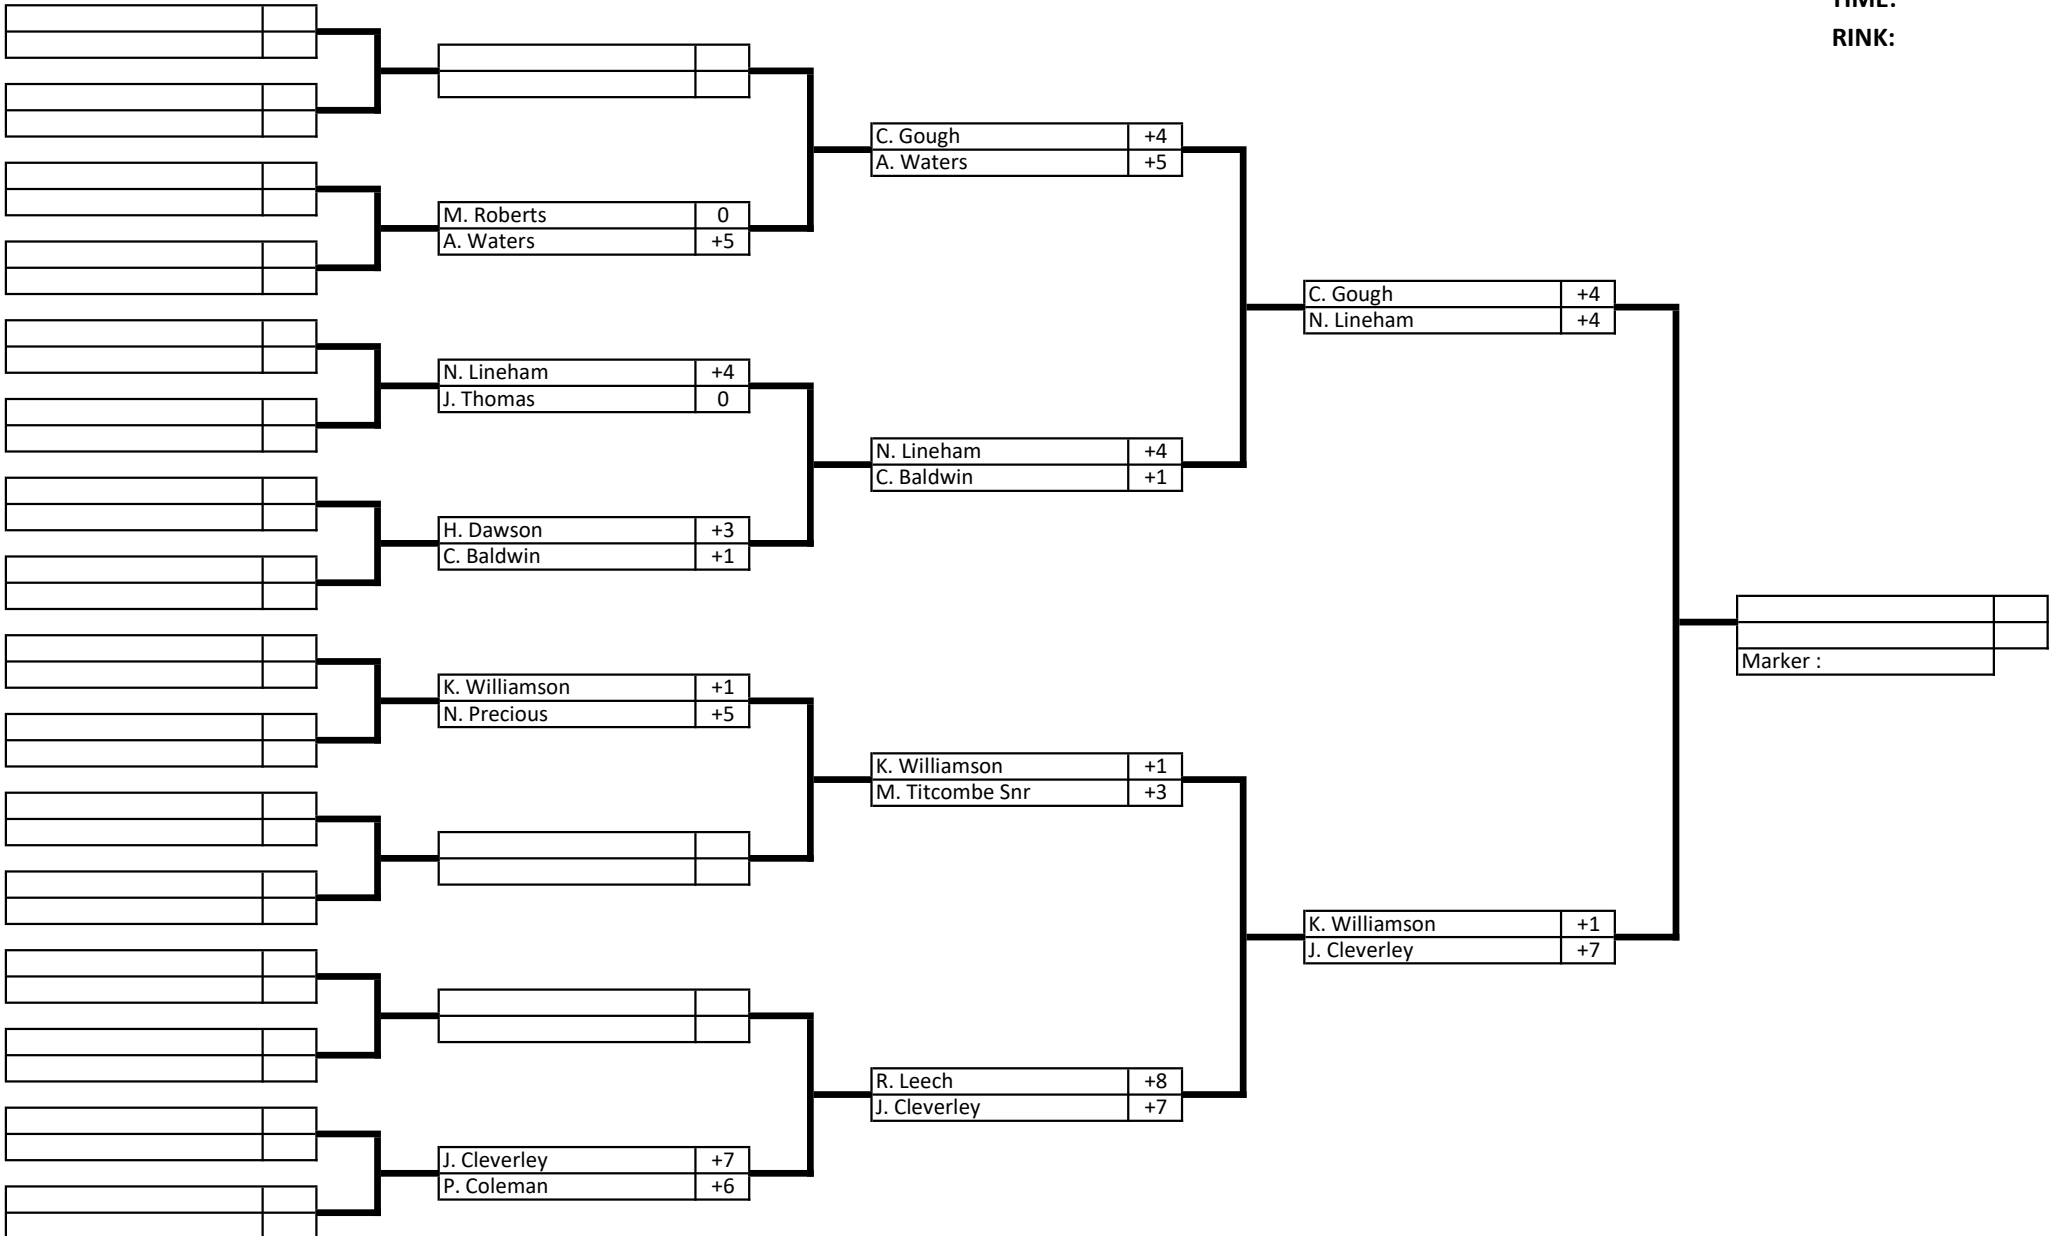 TIME:
RINK:
C. Gough +4
A. Waters +5
M. Roberts 0
A. Waters +5
C. Gough +4
N. Lineham +4
N. Lineham +4
J. Thomas 0
N. Lineham +4
C. Baldwin +1
H. Dawson +3
C. Baldwin +1
Marker :
K. Williamson +1
N. Precious +5
K. Williamson +1
M. Titcombe Snr +3
K. Williamson +1
J. Cleverley +7
R. Leech +8
J. Cleverley +7
J. Cleverley +7
P. Coleman +6